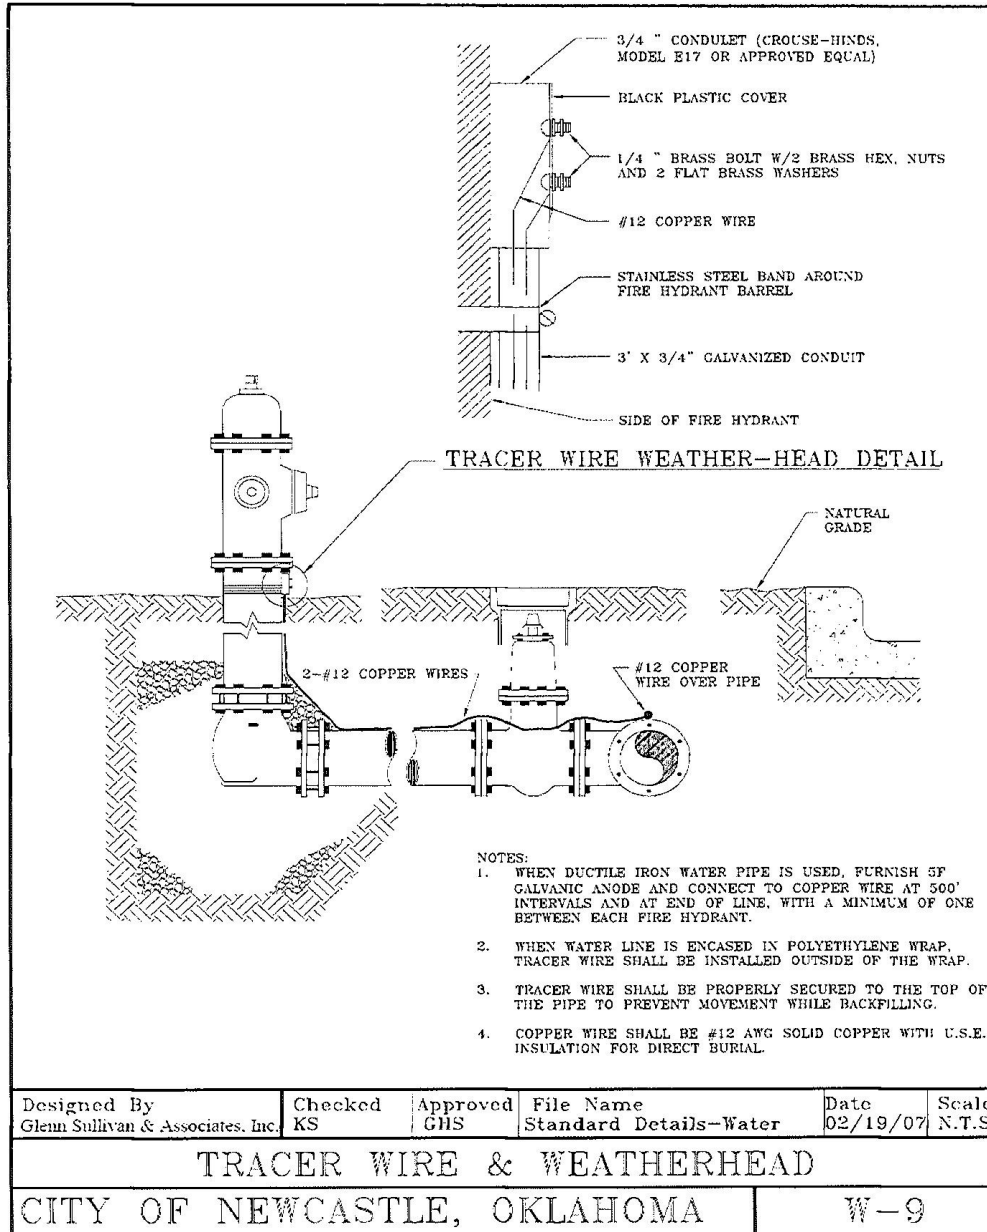 3/4 " CONDULET (CROUSE-HINDS,
MODEL E17 OR APPROVED EQUAL)
BLACK PLASTIC COVER
1/4 " BRASS BOLT W/2 BRASS HEX, NUTS
AND 2 FLAT BRASS WASHERS
#12 COPPER WIRE
STAINLESS STEEL BAND AROUND
FIRE HYDRANT BARREL
3' X 3/4" GALVANIZED CONDUIT
SIDE OF FIRE HYDRANT
TRACER WIRE WEATHER-HEAD DETAIL
NATURAL
GRADE
2-#12 COPPER WIRES
#12 COPPER
WIRE OVER PIPE
NOTES:
1. WHEN DUCTILE IRON WATER PIPE IS USED, FURNISH 5F
GALVANIC ANODE AND CONNECT TO COPPER WIRE AT 500'
INTERVALS AND AT END OF LINE, WITH A MINIMUM OF ONE
BETWEEN EACH FIRE HYDRANT.
2. WHEN WATER LINE IS ENCASED IN POLYETHYLENE WRAP,
TRACER WIRE SHALL BE INSTALLED OUTSIDE OF THE WRAP.
3. TRACER WIRE SHALL BE PROPERLY SECURED TO THE TOP OF
THE PIPE TO PREVENT MOVEMENT WHILE BACKFILLING.
4. COPPER WIRE SHALL BE #12 AWG SOLID COPPER WITH U.S.E.
INSULATION FOR DIRECT BURIAL.
Designed By Checked Approved File Name Date Scale
Glenn Sullivan & Associates, Inc. KS GHS Standard Details-Water 02/19/07 N.T.S
TRACER WIRE & WEATHERHEAD
CITY OF NEWCASTLE, OKLAHOMA W-9